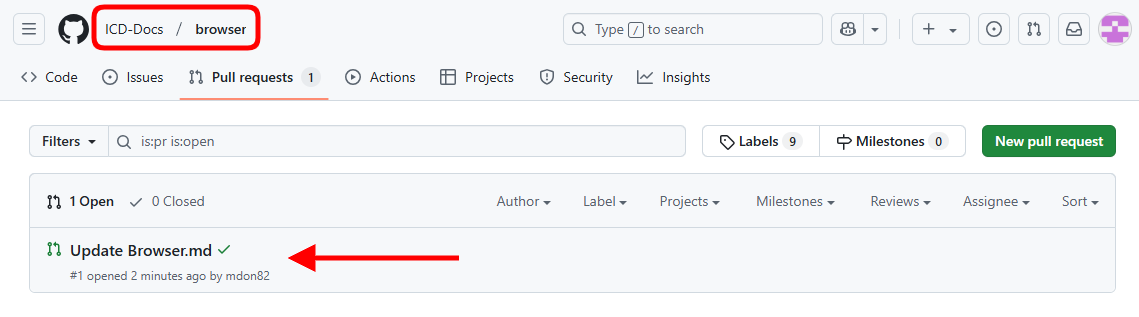 ICD-Docs / browser
Type / to search
Code Issues Pull requests 1 Actions Projects Security Insights
Filters is:pr is:open Labels 9 Milestones 0 New pull request
1 Open 0 Closed Author Label Projects Milestones Reviews Assignee Sort
Update Browser.md
#1 opened 2 minutes ago by mdon82